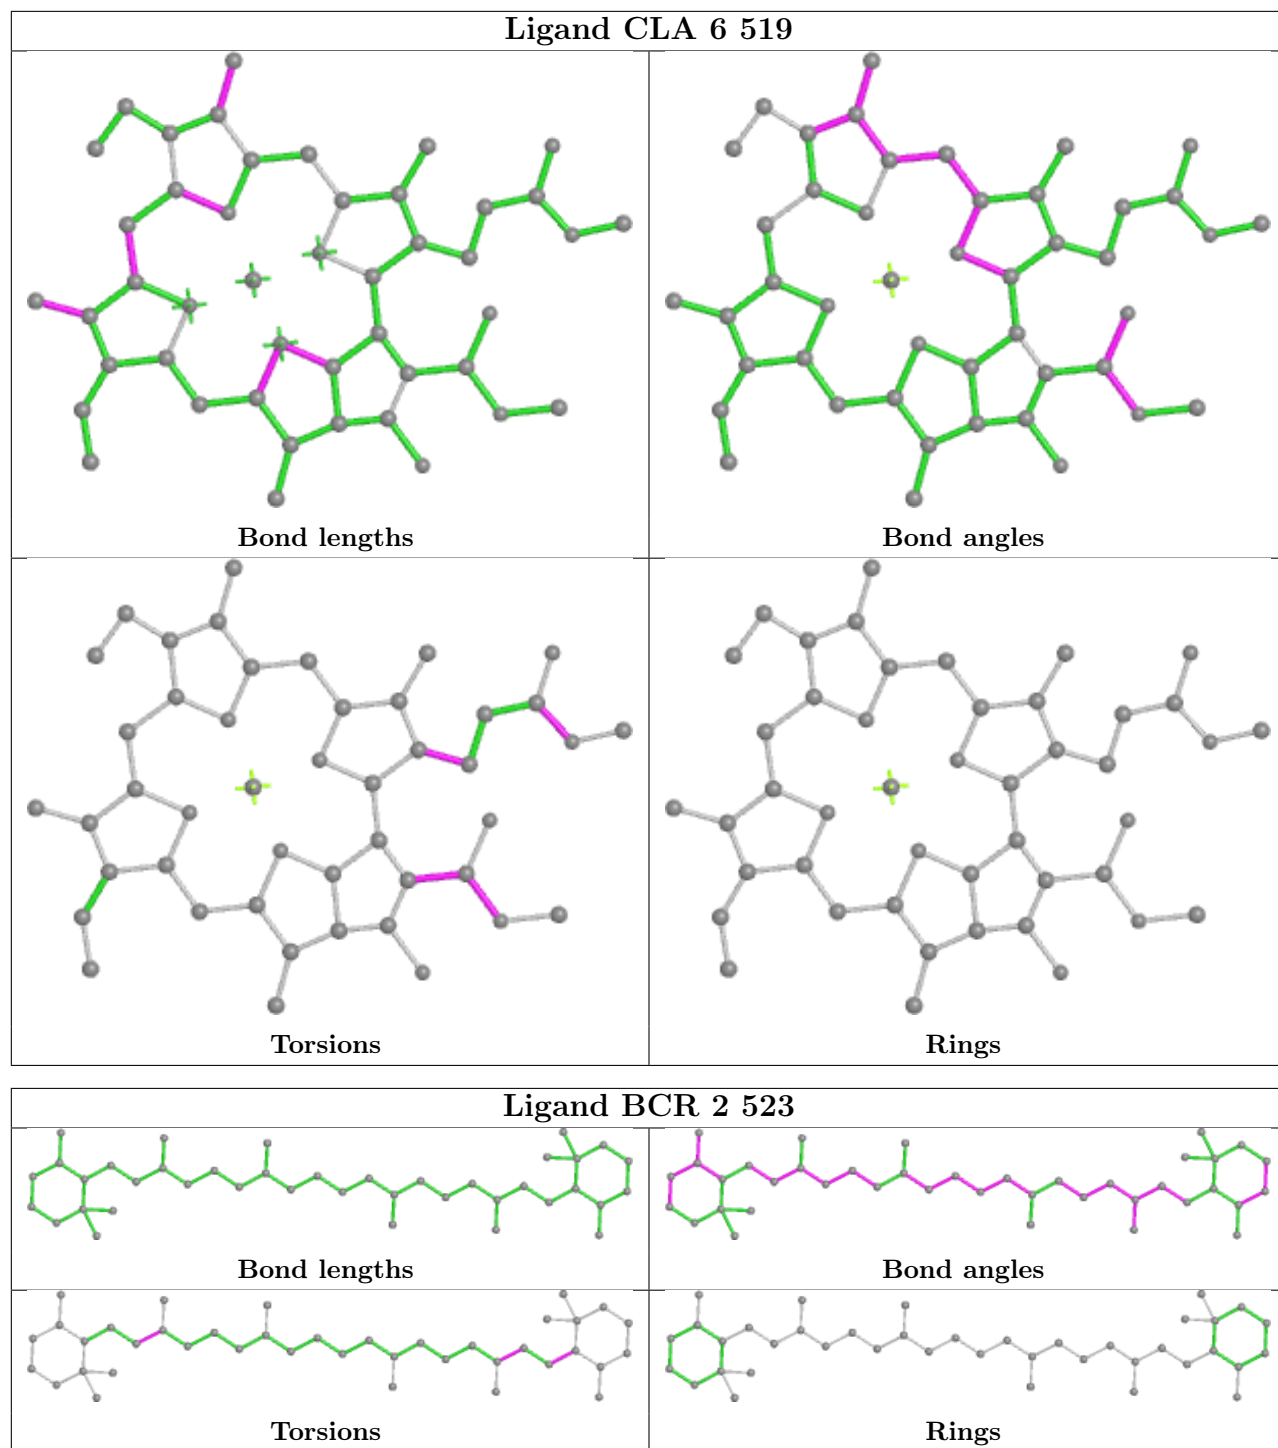 Ligand CLA 6 519
Bond lengths
Bond angles
Torsions
Rings
Ligand BCR 2 523
Bond lengths
Bond angles
Torsions
Rings